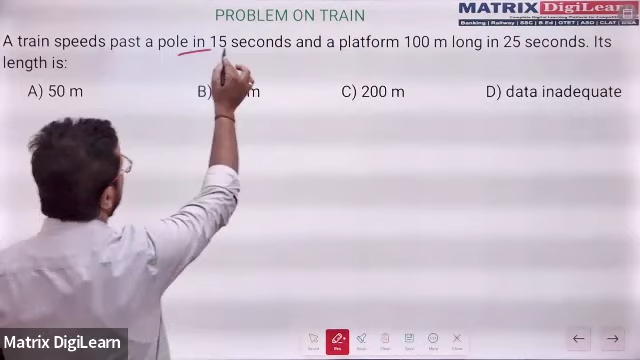 PROBLEM ON TRAIN
MATRIX DigiLearn
A train speeds past a pole in 15 seconds and a platform 100 m long in 25 seconds. Its
length is:
A) 50 m
B) m
C) 200 m
D) data inadequate
Matrix DigiLearn